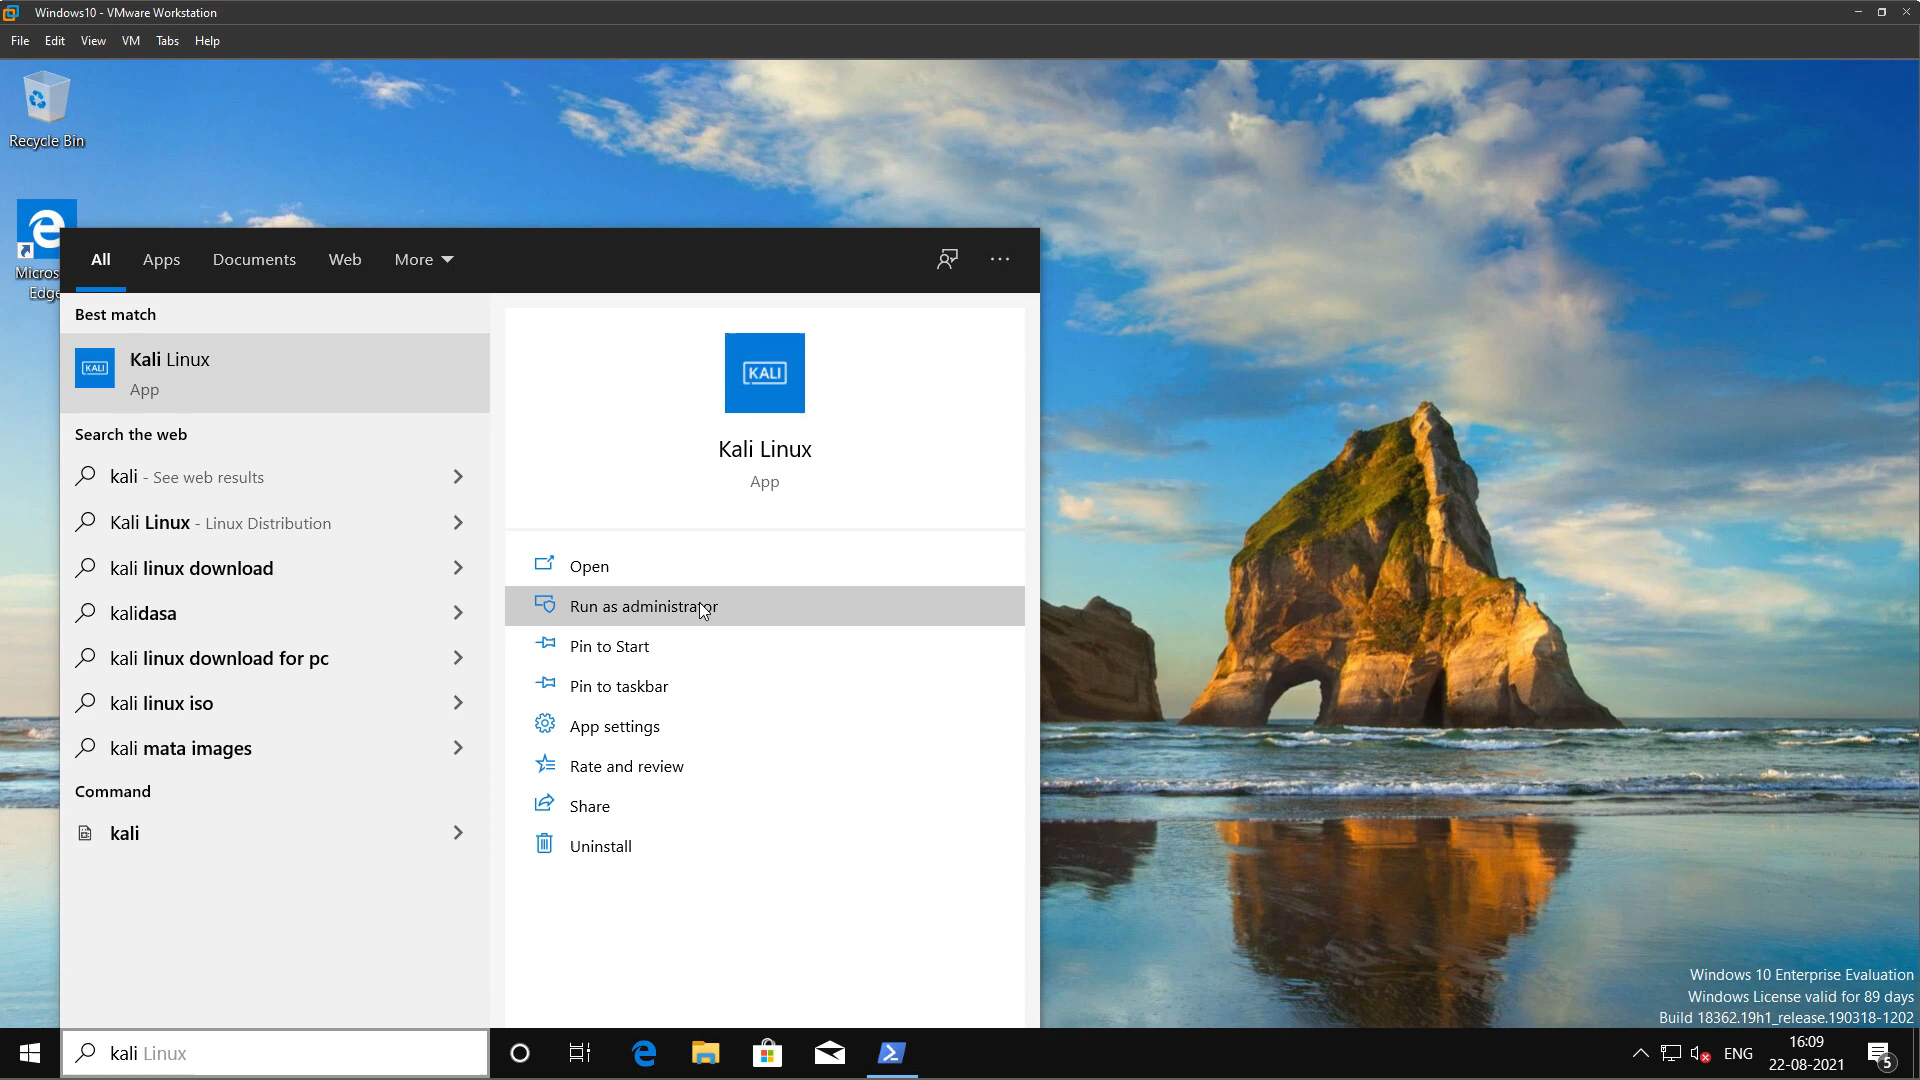 Windows10 - VMware Workstation
File Edit View VM Tabs Help
Recycle Bin
Micros
Edge
All Apps Documents Web More
Best match
KALI
Kali Linux
App
Search the web
kali - See web results
Kali Linux - Linux Distribution
kali linux download
kalidasa
kali linux download for pc
kali linux iso
kali mata images
Command
kali
KALI
Kali Linux
App
Open
Run as administrator
Pin to Start
Pin to taskbar
App settings
Rate and review
Share
Uninstall
Windows 10 Enterprise Evaluation
Windows License valid for 89 days
Build 18362.19h1_release.190318-1202
kali Linux
ENG
16:09
22-08-2021
5